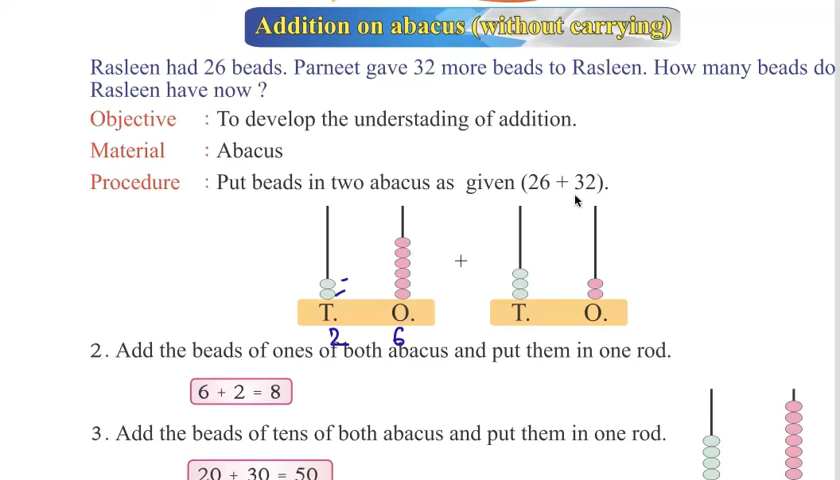 Addition on abacus (without carrying)
Rasleen had 26 beads. Parneet gave 32 more beads to Rasleen. How many beads do
Rasleen have now ?
Objective : To develop the understading of addition.
Material : Abacus
Procedure : Put beads in two abacus as given (26 + 32).
+
T. O. T. O.
2 6
2. Add the beads of ones of both abacus and put them in one rod.
6 + 2 = 8
3. Add the beads of tens of both abacus and put them in one rod.
20 + 30 = 50